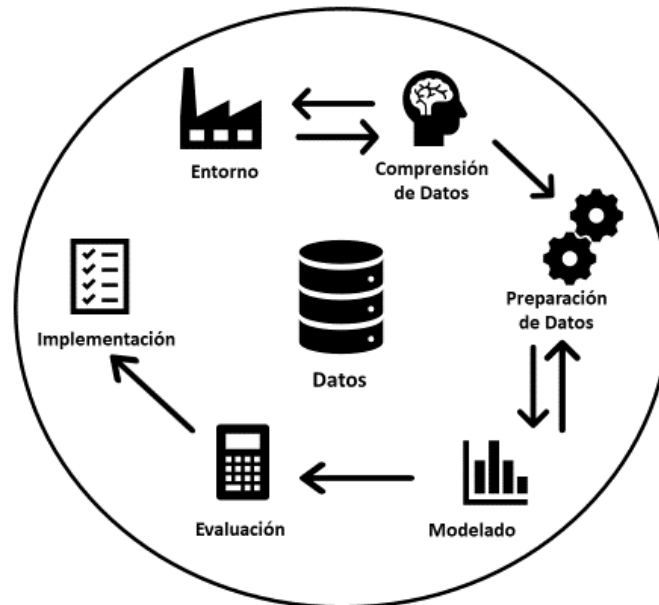 Entorno
Comprensión
de Datos
Preparación
de Datos
Implementación
Datos
Evaluación
Modelado